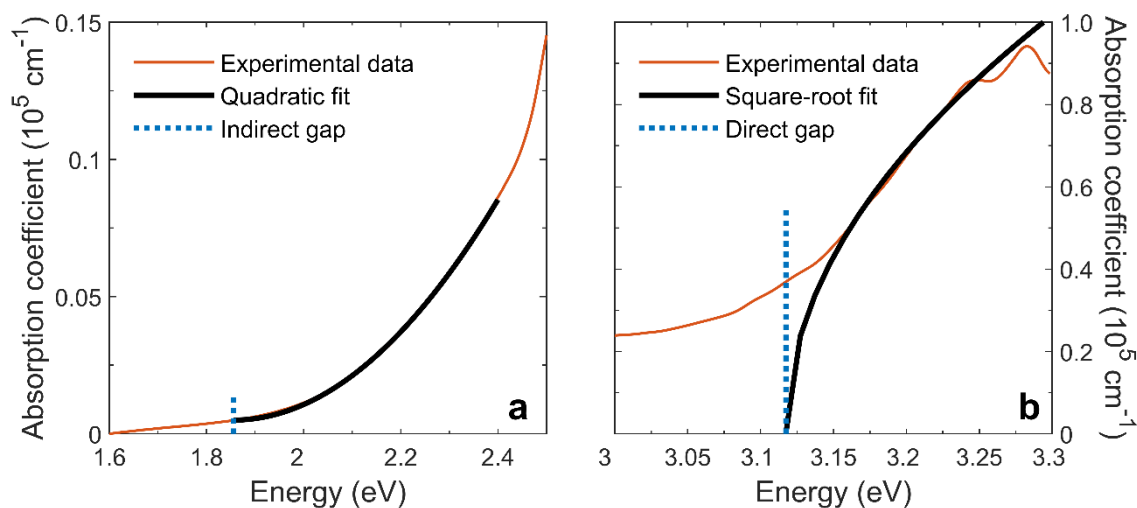 Absorption coefficient (10⁵ cm⁻¹)
0.15
0.1
0.05
0
Experimental data
Quadratic fit
Indirect gap
a
1.6
1.8
2
2.2
2.4
Energy (eV)
Experimental data
Square-root fit
Direct gap
b
3
3.05
3.1
3.15
3.2
3.25
3.3
Energy (eV)
1.0
0.8
0.6
0.4
0.2
0
Absorption coefficient (10⁵ cm⁻¹)